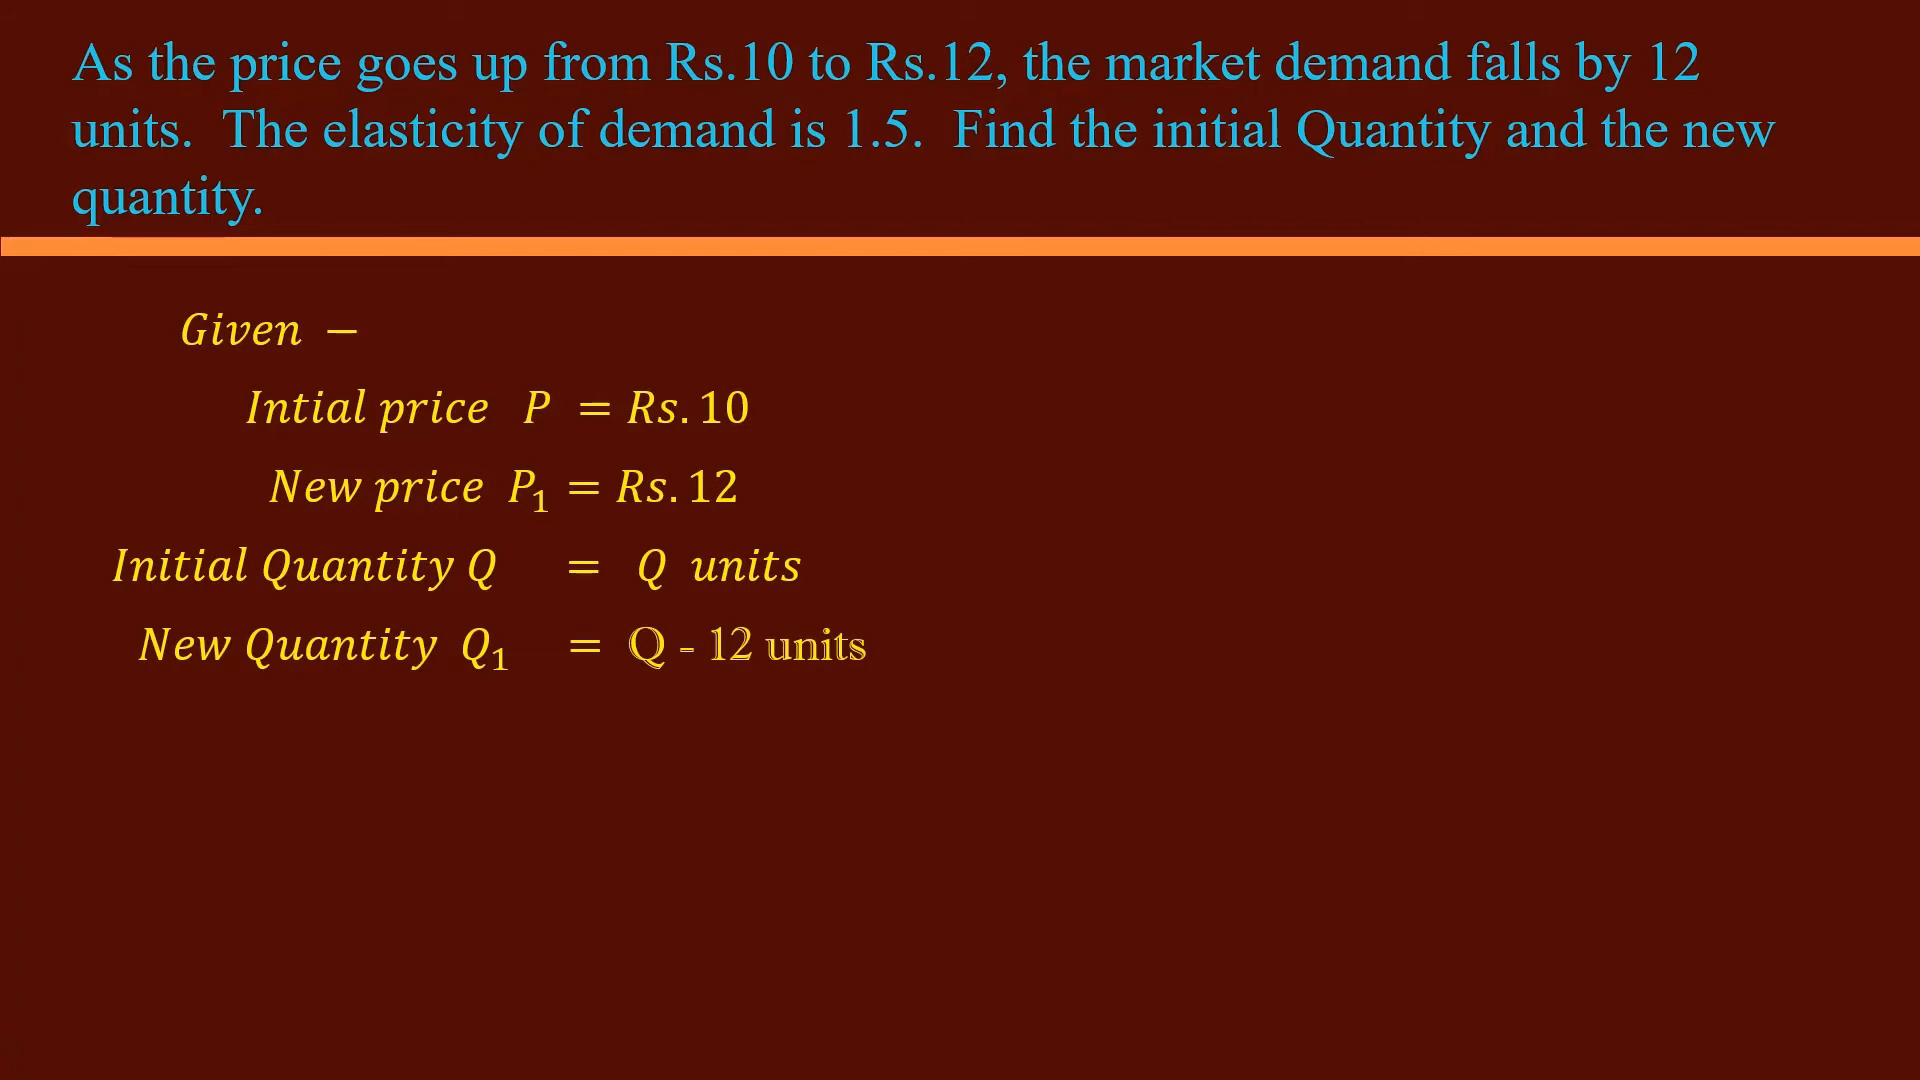 As the price goes up from Rs.10 to Rs.12, the market demand falls by 12
units.  The elasticity of demand is 1.5.  Find the initial Quantity and the new
quantity.
Given −
Intial price P = Rs. 10
New price P₁ = Rs. 12
Initial Quantity Q = Q units
New Quantity Q₁ = Q - 12 units